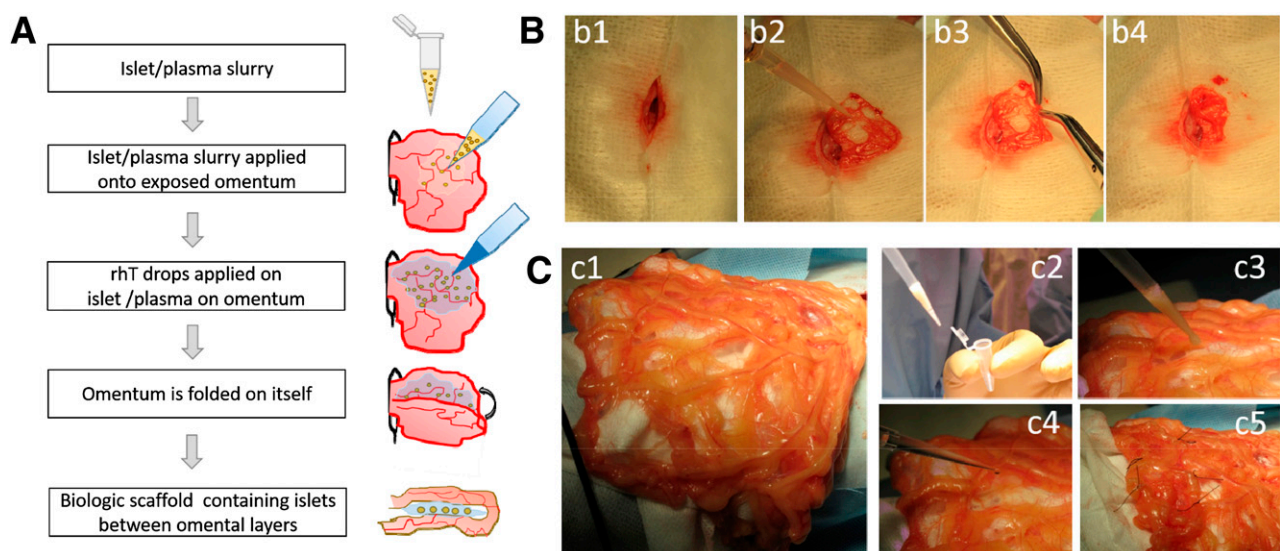 A
Islet/plasma slurry
Islet/plasma slurry applied
onto exposed omentum
rhT drops applied on
islet /plasma on omentum
Omentum is folded on itself
Biologic scaffold containing islets
between omental layers
B
b1
b2
b3
b4
C
c1
c2
c3
c4
c5